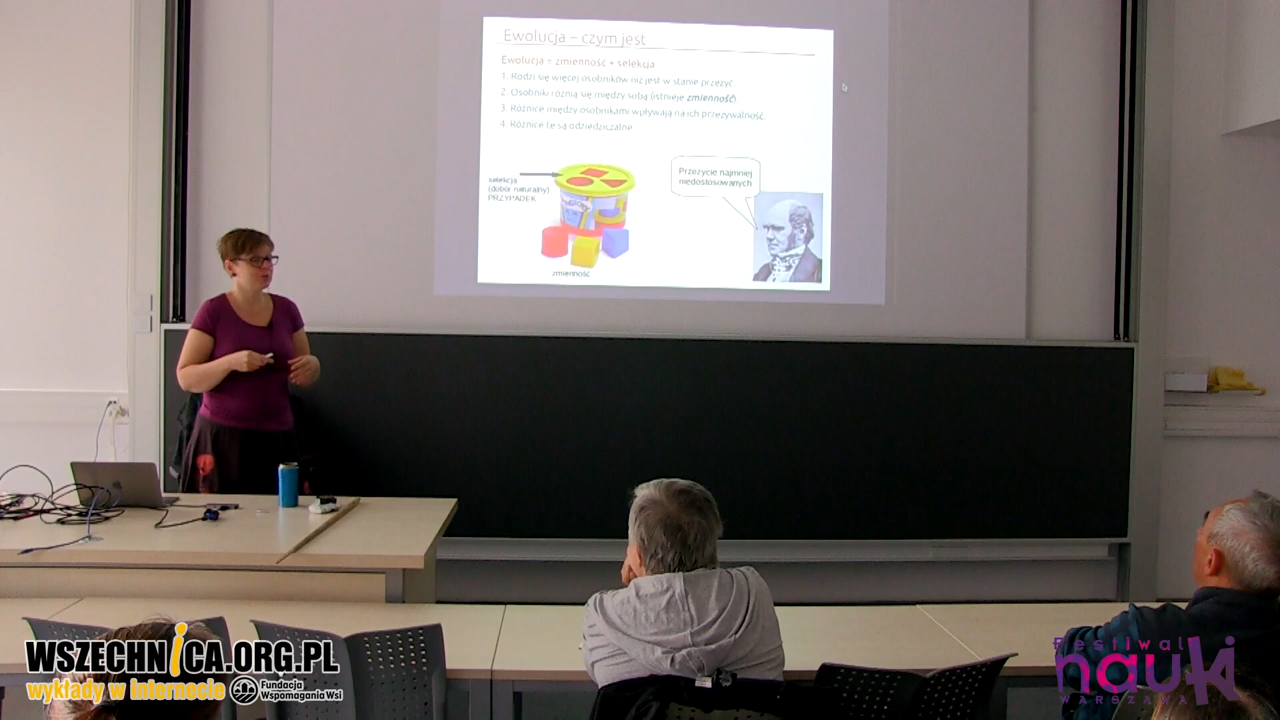 Ewolucja – czym jest
Ewolucja = zmienność + selekcja
1. Rodzi się więcej osobników niż jest w stanie przeżyć.
2. Osobniki różnią się między sobą (istnieje zmienność).
3. Różnice między osobnikami wpływają na ich przeżywalność.
4. Różnice te są odziedziczalne
selekcja
(dobór naturalny)
PRZYPADEK
Przeżycie najmniej
niedostosowanych
zmienność
WSZECHNICA.ORG.PL
wykłady w internecie
Fundacja
Wspomagania Wsi
Festiwal
nauki
WARSZAWA